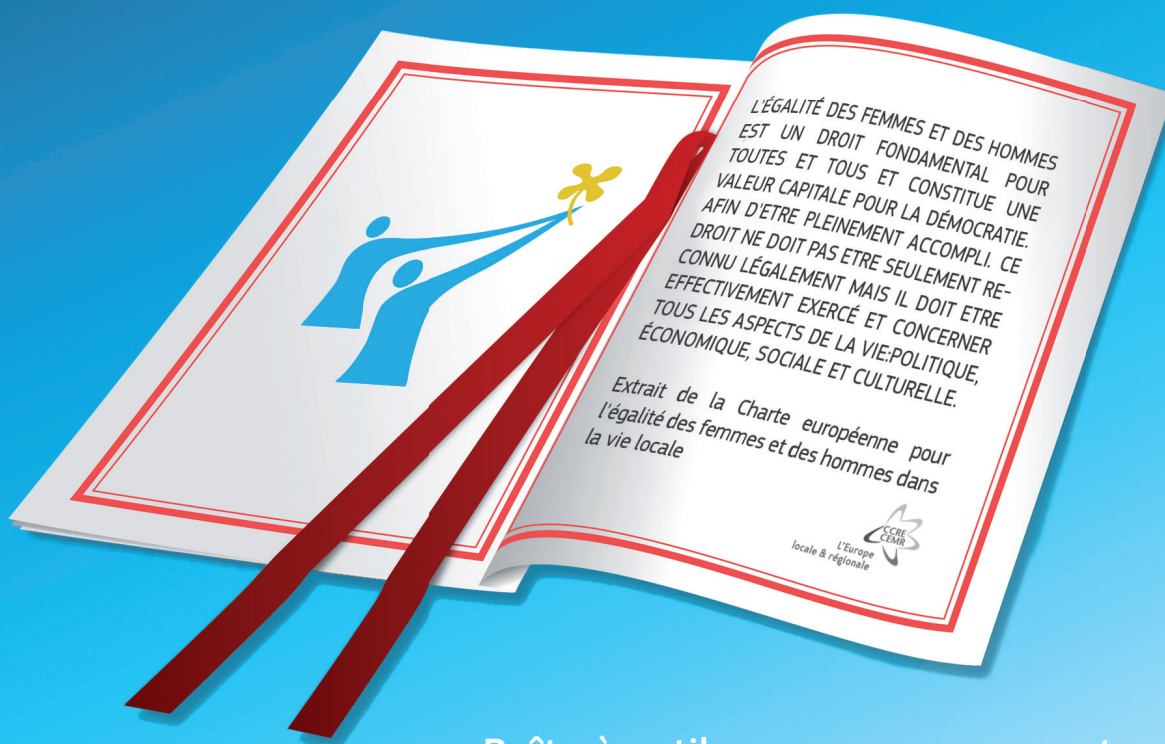 L'ÉGALITÉ DES FEMMES ET DES HOMMES
EST UN DROIT FONDAMENTAL POUR
TOUTES ET TOUS ET CONSTITUE UNE
VALEUR CAPITALE POUR LA DÉMOCRATIE.
AFIN D'ETRE PLEINEMENT ACCOMPLI. CE
DROIT NE DOIT PAS ETRE SEULEMENT RE-
CONNU LÉGALEMENT MAIS IL DOIT ETRE
EFFECTIVEMENT EXERCÉ ET CONCERNER
TOUS LES ASPECTS DE LA VIE:POLITIQUE,
ÉCONOMIQUE, SOCIALE ET CULTURELLE.
Extrait de la Charte européenne pour
l'égalité des femmes et des hommes dans
la vie locale
CCRE
CEMR
L'Europe
locale & régionale